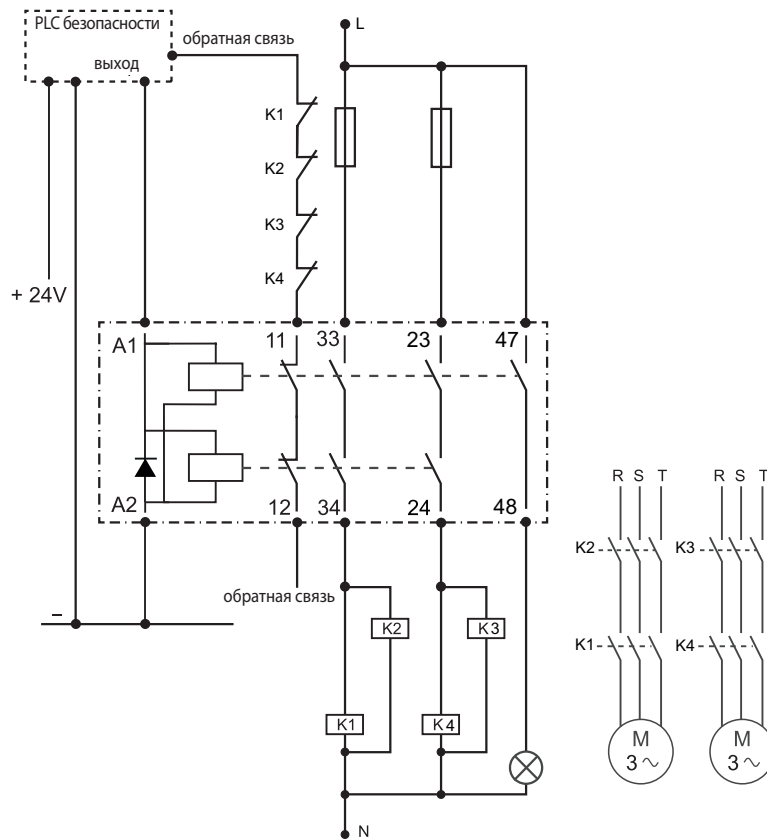 PLC безопасности
выход
обратная связь
L
K1
K2
K3
K4
+ 24V
A1
11
33
23
47
A2
12
34
24
48
обратная связь
–
K2
K3
K1
K4
N
R S T
R S T
K2
K3
K1
K4
M
3 ~
M
3 ~